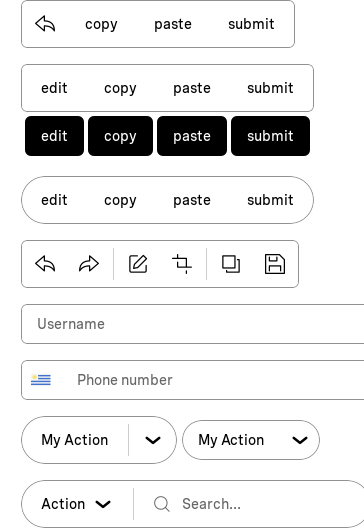 copy paste submit
edit copy paste submit
edit copy paste submit
edit copy paste submit
Username
Phone number
My Action My Action
Action Search...